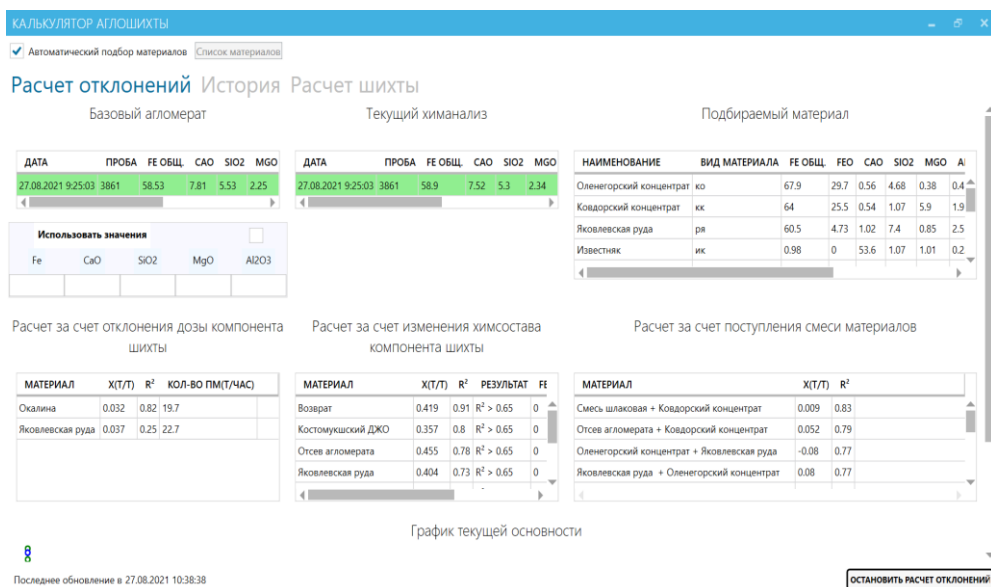 КАЛЬКУЛЯТОР АГЛОШИХТЫ
Автоматический подбор материалов Список материалов
Расчет отклонений История Расчет шихты
Базовый агломерат
ДАТА ПРОБА FE ОБЩ. CAO SIO2 MGO
27.08.2021 9:25:03 3861 58.53 7.81 5.53 2.25
Использовать значения
Fe CaO SiO2 MgO Al2O3
Текущий химанализ
ДАТА ПРОБА FE ОБЩ. CAO SIO2 MGO
27.08.2021 9:25:03 3861 58.9 7.52 5.3 2.34
Подбираемый материал
НАИМЕНОВАНИЕ ВИД МАТЕРИАЛА FE ОБЩ. FEO CAO SIO2 MGO
Оленегорский концентрат ко 67.9 29.7 0.56 4.68 0.38 0.4
Ковдорский концентрат кк 64 25.5 0.54 1.07 5.9 1.9
Яковлевская руда ря 60.5 4.73 1.02 7.4 0.85 2.5
Известняк ик 0.98 0 53.6 1.07 1.01 0.2
Расчет за счет отклонения дозы компонента
шихты
МАТЕРИАЛ X(T/T) R² КОЛ-ВО ПМ(Т/ЧАС)
Окалина 0.032 0.82 19.7
Яковлевская руда 0.037 0.25 22.7
Расчет за счет изменения химсостава
компонента шихты
МАТЕРИАЛ X(T/T) R² РЕЗУЛЬТАТ FE
Возврат 0.419 0.91 R² > 0.65 0
Костомукшский ДЖО 0.357 0.8 R² > 0.65 0
Отсев агломерата 0.455 0.78 R² > 0.65 0
Яковлевская руда 0.404 0.73 R² > 0.65 0
Расчет за счет поступления смеси материалов
МАТЕРИАЛ X(T/T) R²
Смесь шлаковая + Ковдорский концентрат 0.009 0.83
Отсев агломерата + Ковдорский концентрат 0.052 0.79
Оленегорский концентрат + Яковлевская руда -0.08 0.77
Яковлевская руда + Оленегорский концентрат 0.08 0.77
График текущей основности
Последнее обновление в 27.08.2021 10:38:38
ОСТАНОВИТЬ РАСЧЕТ ОТКЛОНЕНИЙ